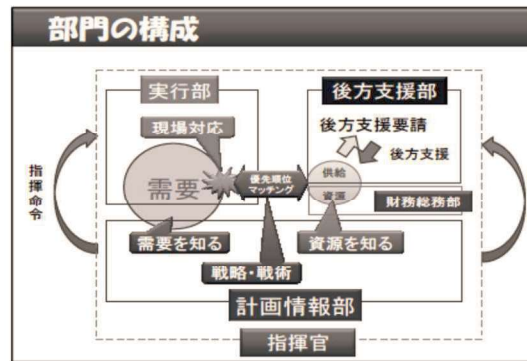 部門の構成
実行部
後方支援部
現場対応
後方支援要請
後方支援
指揮命令
需要
優先順位
マッチング
供給
資源
財務総務部
需要を知る
資源を知る
戦略・戦術
計画情報部
指揮官